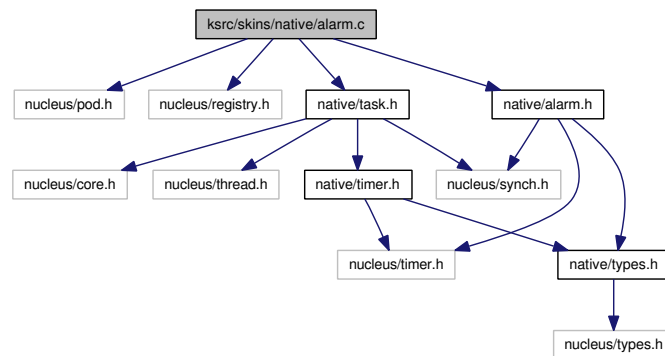 ksrc/skins/native/alarm.c
nucleus/pod.h
nucleus/registry.h
native/task.h
native/alarm.h
nucleus/core.h
nucleus/thread.h
native/timer.h
nucleus/synch.h
nucleus/timer.h
native/types.h
nucleus/types.h